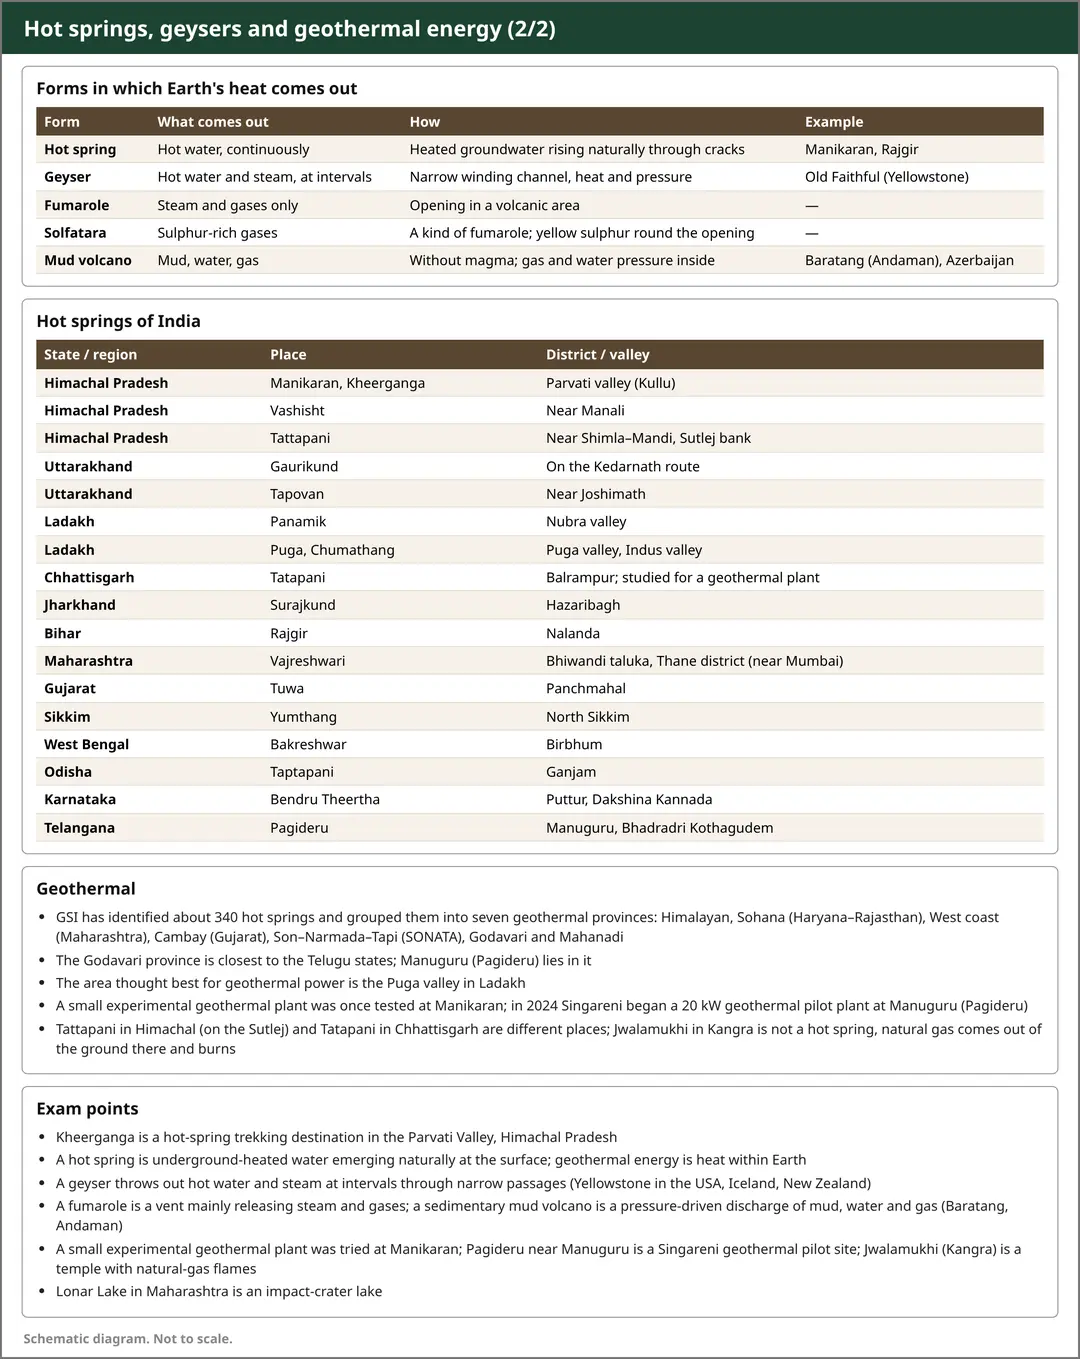 Hot springs, geysers and geothermal energy (2/2)
Forms in which Earth's heat comes out
Form What comes out How Example
Hot spring Hot water, continuously Heated groundwater rising naturally through cracks Manikaran, Rajgir
Geyser Hot water and steam, at intervals Narrow winding channel, heat and pressure Old Faithful (Yellowstone)
Fumarole Steam and gases only Opening in a volcanic area —
Solfatara Sulphur-rich gases A kind of fumarole; yellow sulphur round the opening —
Mud volcano Mud, water, gas Without magma; gas and water pressure inside Baratang (Andaman), Azerbaijan
Hot springs of India
State / region Place District / valley
Himachal Pradesh Manikaran, Kheerganga Parvati valley (Kullu)
Himachal Pradesh Vashisht Near Manali
Himachal Pradesh Tattapani Near Shimla–Mandi, Sutlej bank
Uttarakhand Gaurikund On the Kedarnath route
Uttarakhand Tapovan Near Joshimath
Ladakh Panamik Nubra valley
Ladakh Puga, Chumathang Puga valley, Indus valley
Chhattisgarh Tatapani Balrampur; studied for a geothermal plant
Jharkhand Surajkund Hazaribagh
Bihar Rajgir Nalanda
Maharashtra Vajreshwari Bhiwandi taluka, Thane district (near Mumbai)
Gujarat Tuwa Panchmahal
Sikkim Yumthang North Sikkim
West Bengal Bakreshwar Birbhum
Odisha Taptapani Ganjam
Karnataka Bendru Theertha Puttur, Dakshina Kannada
Telangana Pagideru Manuguru, Bhadradri Kothagudem
Geothermal
• GSI has identified about 340 hot springs and grouped them into seven geothermal provinces: Himalayan, Sohana (Haryana–Rajasthan), West coast
(Maharashtra), Cambay (Gujarat), Son–Narmada–Tapi (SONATA), Godavari and Mahanadi
• The Godavari province is closest to the Telugu states; Manuguru (Pagideru) lies in it
• The area thought best for geothermal power is the Puga valley in Ladakh
• A small experimental geothermal plant was once tested at Manikaran; in 2024 Singareni began a 20 kW geothermal pilot plant at Manuguru (Pagideru)
• Tattapani in Himachal (on the Sutlej) and Tatapani in Chhattisgarh are different places; Jwalamukhi in Kangra is not a hot spring, natural gas comes out of
the ground there and burns
Exam points
• Kheerganga is a hot-spring trekking destination in the Parvati Valley, Himachal Pradesh
• A hot spring is underground-heated water emerging naturally at the surface; geothermal energy is heat within Earth
• A geyser throws out hot water and steam at intervals through narrow passages (Yellowstone in the USA, Iceland, New Zealand)
• A fumarole is a vent mainly releasing steam and gases; a sedimentary mud volcano is a pressure-driven discharge of mud, water and gas (Baratang,
Andaman)
• A small experimental geothermal plant was tried at Manikaran; Pagideru near Manuguru is a Singareni geothermal pilot site; Jwalamukhi (Kangra) is a
temple with natural-gas flames
• Lonar Lake in Maharashtra is an impact-crater lake
Schematic diagram. Not to scale.